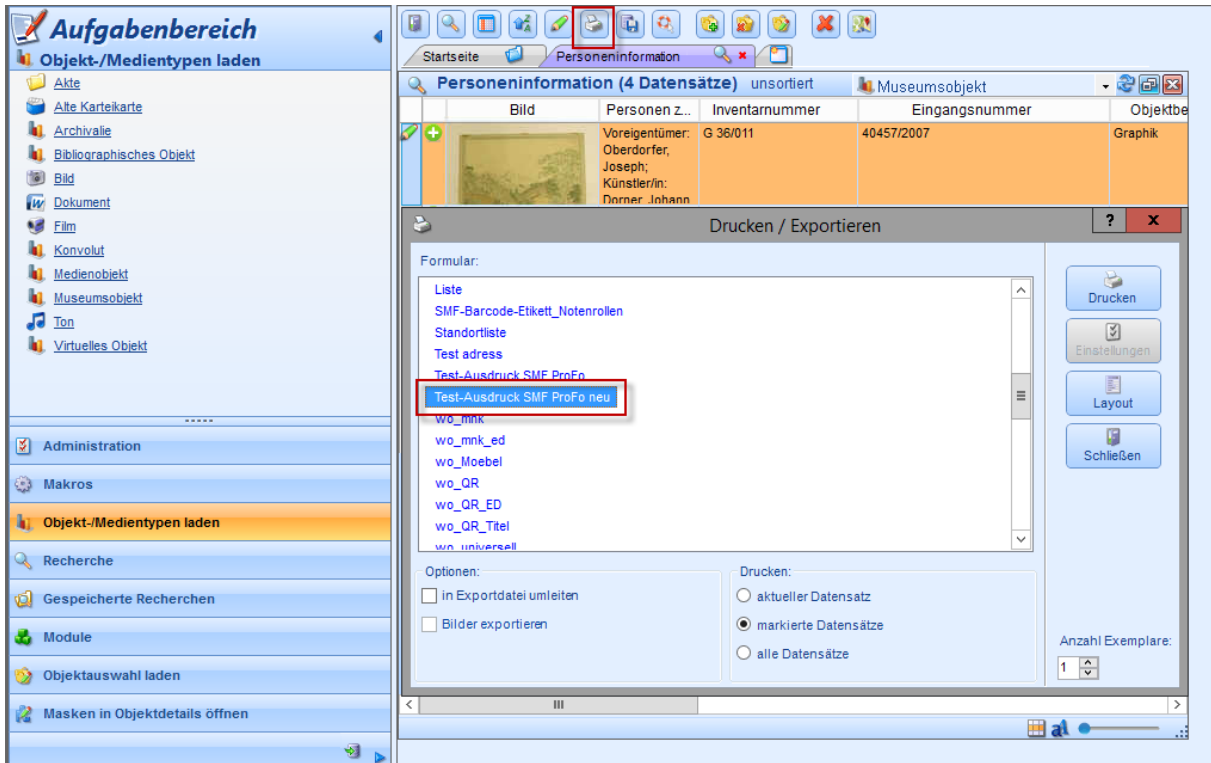 Aufgabenbereich
Objekt-/Medientypen laden
Akte
Alte Karteikarte
Archivalie
Bibliographisches Objekt
Bild
Dokument
Film
Konvolut
Medienobjekt
Museumsobjekt
Ton
Virtuelles Objekt
Administration
Makros
Objekt-/Medientypen laden
Recherche
Gespeicherte Recherchen
Module
Objektauswahl laden
Masken in Objektdetails öffnen
Startseite
Personeninformation
Personeninformation (4 Datensätze) unsortiert Museumsobjekt
Bild Personen z... Inventarnummer Eingangsnummer Objektbe
Voreigentümer: G 36/011 40457/2007 Graphik
Oberdorfer,
Joseph;
Künstler/in:
Dorner, Johann
Drucken / Exportieren
Formular:
Liste
SMF-Barcode-Etikett_Notenrollen
Standortliste
Test adress
Test-Ausdruck SMF ProFo
Test-Ausdruck SMF ProFo neu
wo_mnk
wo_mnk_ed
wo_Moebel
wo_QR
wo_QR_ED
wo_QR_Titel
wo_universell
Drucken
Einstellungen
Layout
Schließen
Optionen:
in Exportdatei umleiten
Bilder exportieren
Drucken:
aktueller Datensatz
markierte Datensätze
alle Datensätze
Anzahl Exemplare:
1